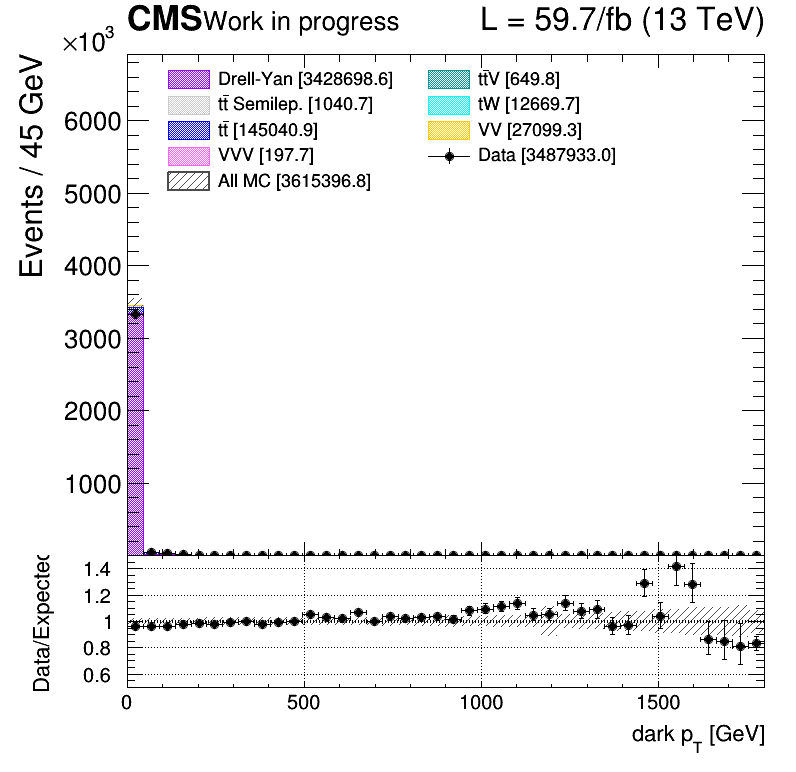 CMS Work in progress L = 59.7/fb (13 TeV)
×10³
Events / 45 GeV
Drell-Yan [3428698.6]
tt̄ Semilep. [1040.7]
tt̄ [145040.9]
VVV [197.7]
All MC [3615396.8]
tt̄V [649.8]
tW [12669.7]
VV [27099.3]
Data [3487933.0]
6000
5000
4000
3000
2000
1000
Data/Expected
1.4
1.2
1
0.8
0.6
0 500 1000 1500
dark p_T [GeV]